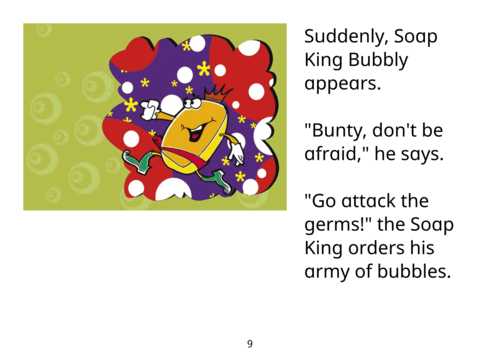 Suddenly, Soap
King Bubbly
appears.
"Bunty, don't be
afraid," he says.
"Go attack the
germs!" the Soap
King orders his
army of bubbles.
9